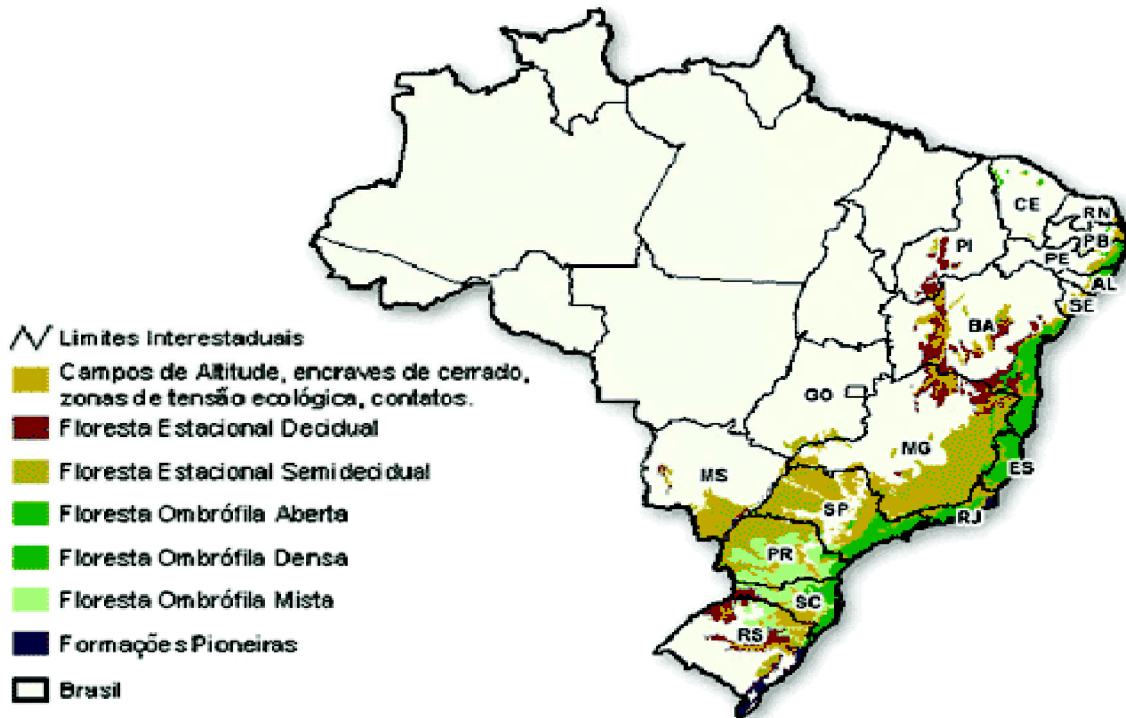 Limites Interestaduais
Campos de Altitude, encraves de cerrado,
zonas de tensão ecológica, contatos.
Floresta Estacional Decidual
Floresta Estacional Semidecidual
Floresta Ombrófila Aberta
Floresta Ombrófila Densa
Floresta Ombrófila Mista
Formações Pioneiras
Brasil
CE
RN
PB
PI
PE
AL
SE
BA
GO
MG
ES
MS
SP
RJ
PR
SC
RS